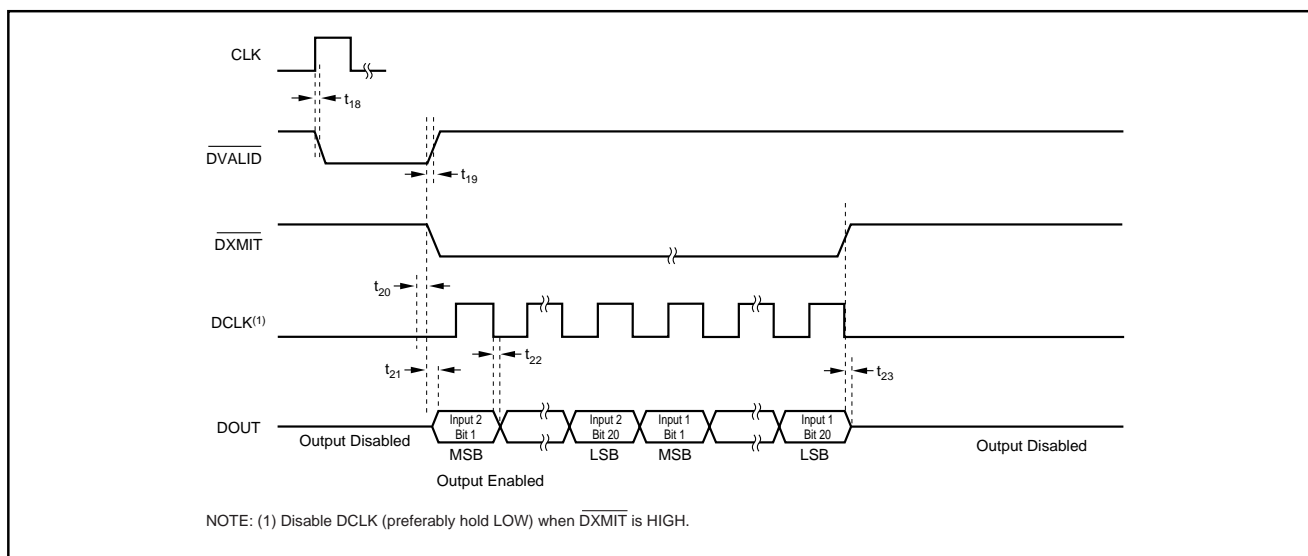 CLK
t18
DVALID
t19
DXMIT
t20
DCLK(1)
t22
t21
t23
DOUT
Output Disabled
Input 2
Bit 1
Input 2
Bit 20
Input 1
Bit 1
Input 1
Bit 20
Output Disabled
MSB
LSB
MSB
LSB
Output Enabled
NOTE: (1) Disable DCLK (preferably hold LOW) when DXMIT is HIGH.